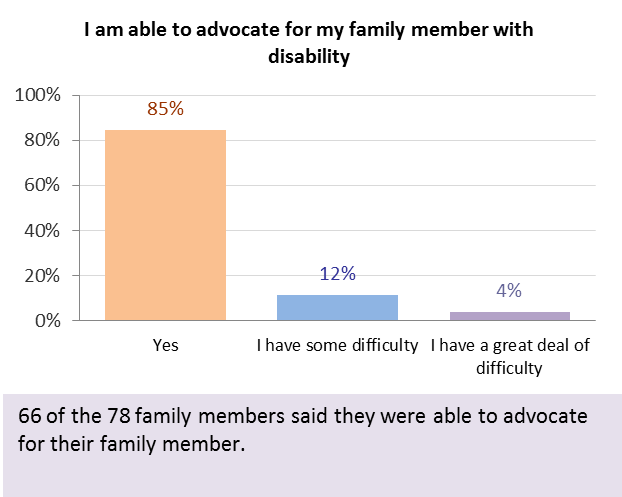 I am able to advocate for my family member with
disability
100%
80%
60%
40%
20%
0%
85%
12%
4%
Yes
I have some difficulty
I have a great deal of
difficulty
66 of the 78 family members said they were able to advocate
for their family member.